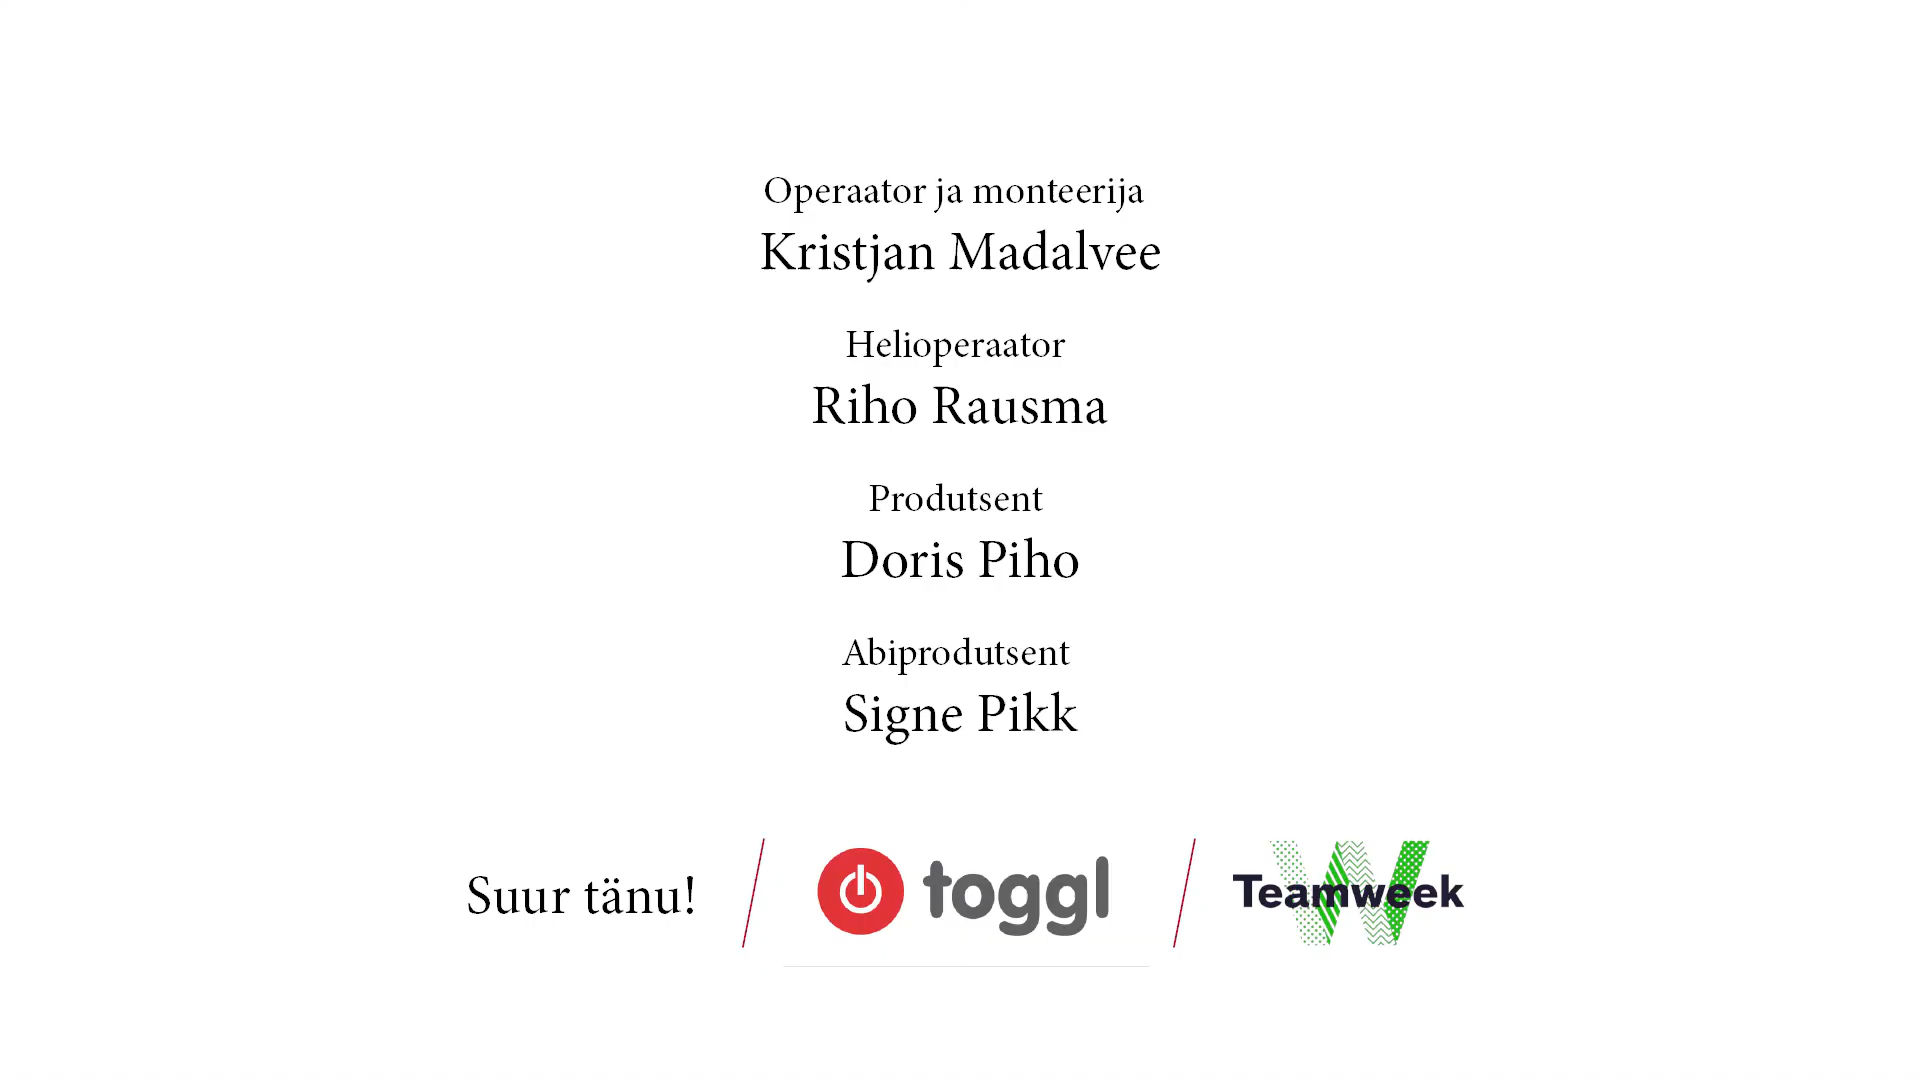 Operaator ja monteerija
Kristjan Madalvee
Helioperaator
Riho Rausma
Produtsent
Doris Piho
Abiprodutsent
Signe Pikk
Suur tänu!
toggl
Teamweek